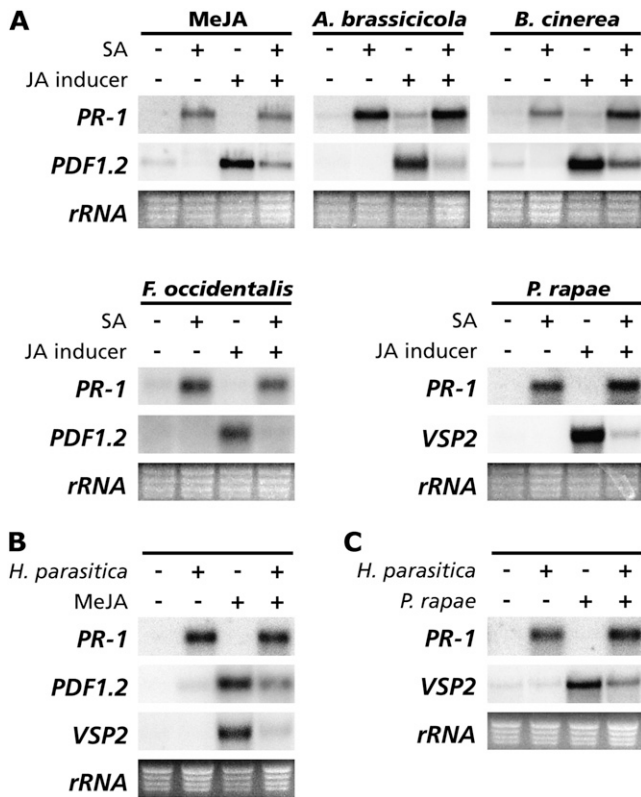 A
MeJA A. brassicicola B. cinerea
SA - + - + - + - + - + - +
JA inducer - - + + - - + + - - + +
PR-1
PDF1.2
rRNA
F. occidentalis P. rapae
SA - + - + SA - + - +
JA inducer - - + + JA inducer - - + +
PR-1 PR-1
PDF1.2 VSP2
rRNA rRNA
B C
H. parasitica - + - + H. parasitica - + - +
MeJA - - + + P. rapae - - + +
PR-1 PR-1
PDF1.2 VSP2
VSP2 rRNA
rRNA